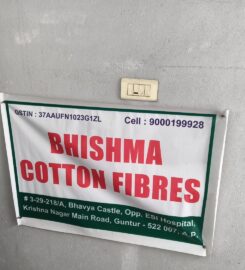 GSTIN : 37AAUFN1023G1ZL Cell : 9000199928
BHISHMA
COTTON FIBRES
# 3-29-218/A, Bhavya Castle, Opp. ESI Hospital,
Krishna Nagar Main Road, Guntur - 522 007. A.P.